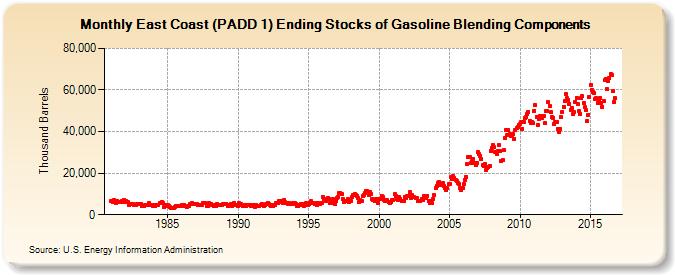 Monthly East Coast (PADD 1) Ending Stocks of Gasoline Blending Components
Thousand Barrels
80,000
60,000
40,000
20,000
0
1985 1990 1995 2000 2005 2010 2015
Source: U.S. Energy Information Administration